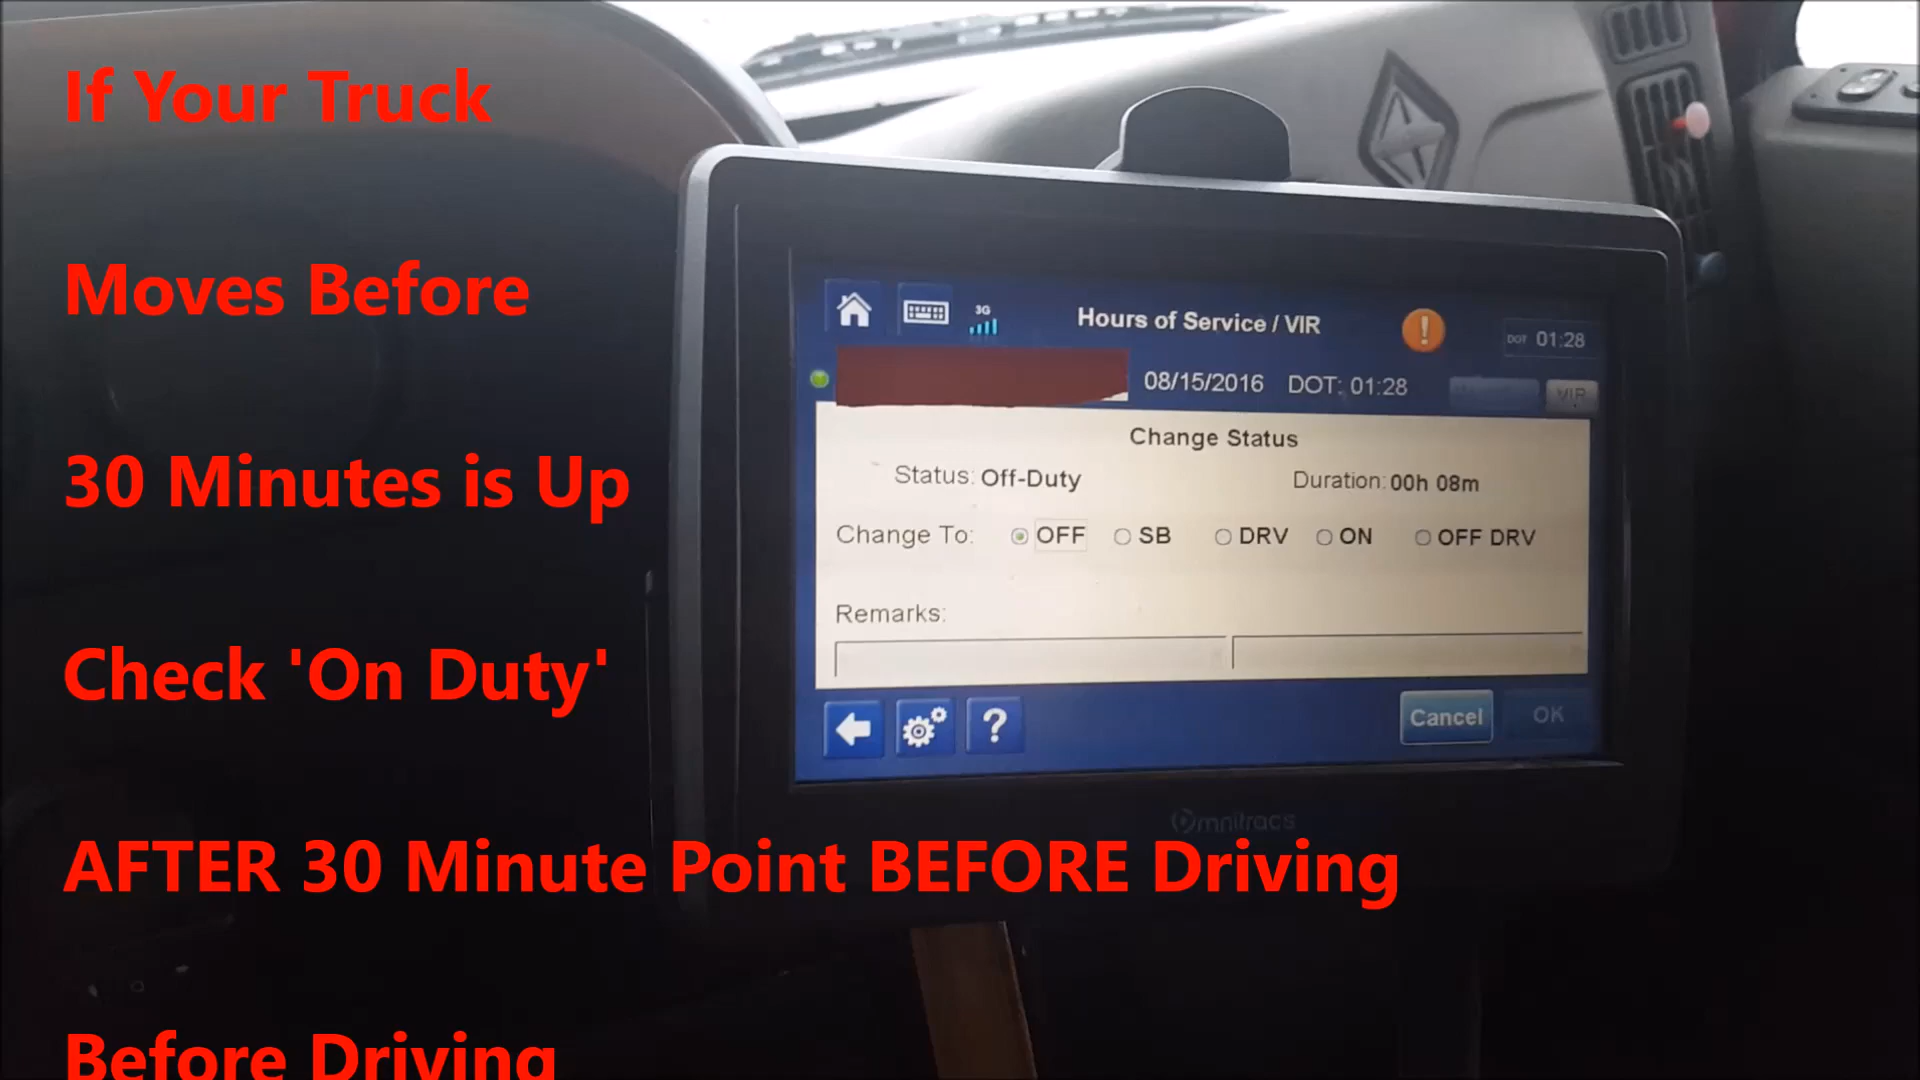 If Your Truck
Moves Before
30 Minutes is Up
Check 'On Duty'
AFTER 30 Minute Point BEFORE Driving
Before Driving
3G
Hours of Service / VIR
!
DOT 01:28
08/15/2016 DOT: 01:28
VIR
Change Status
Status: Off-Duty Duration: 00h 08m
Change To: OFF SB DRV ON OFF DRV
Remarks:
? Cancel OK
omnitracs